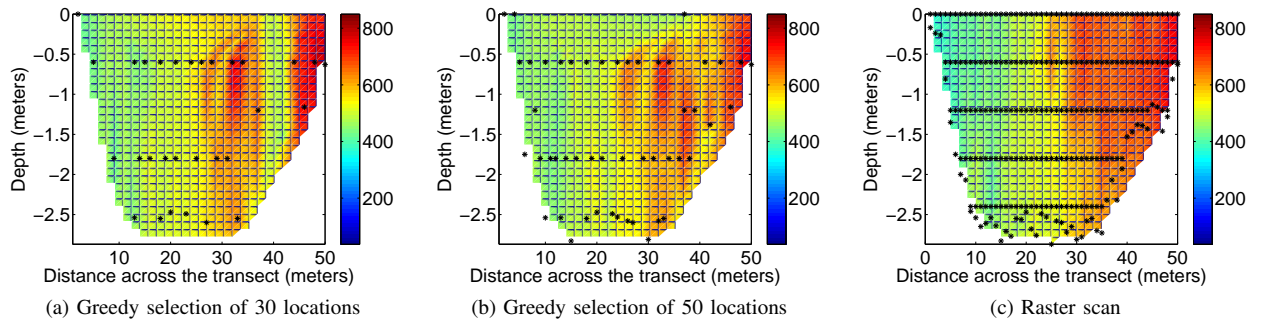 0
−0.5
−1
−1.5
−2
−2.5
Depth (meters)
10 20 30 40 50
Distance across the transect (meters)
800
600
400
200
(a) Greedy selection of 30 locations
0
−0.5
−1
−1.5
−2
−2.5
Depth (meters)
10 20 30 40 50
Distance across the transect (meters)
800
600
400
200
(b) Greedy selection of 50 locations
0
−0.5
−1
−1.5
−2
−2.5
Depth (meters)
0 10 20 30 40 50
Distance across the transect (meters)
800
600
400
200
(c) Raster scan